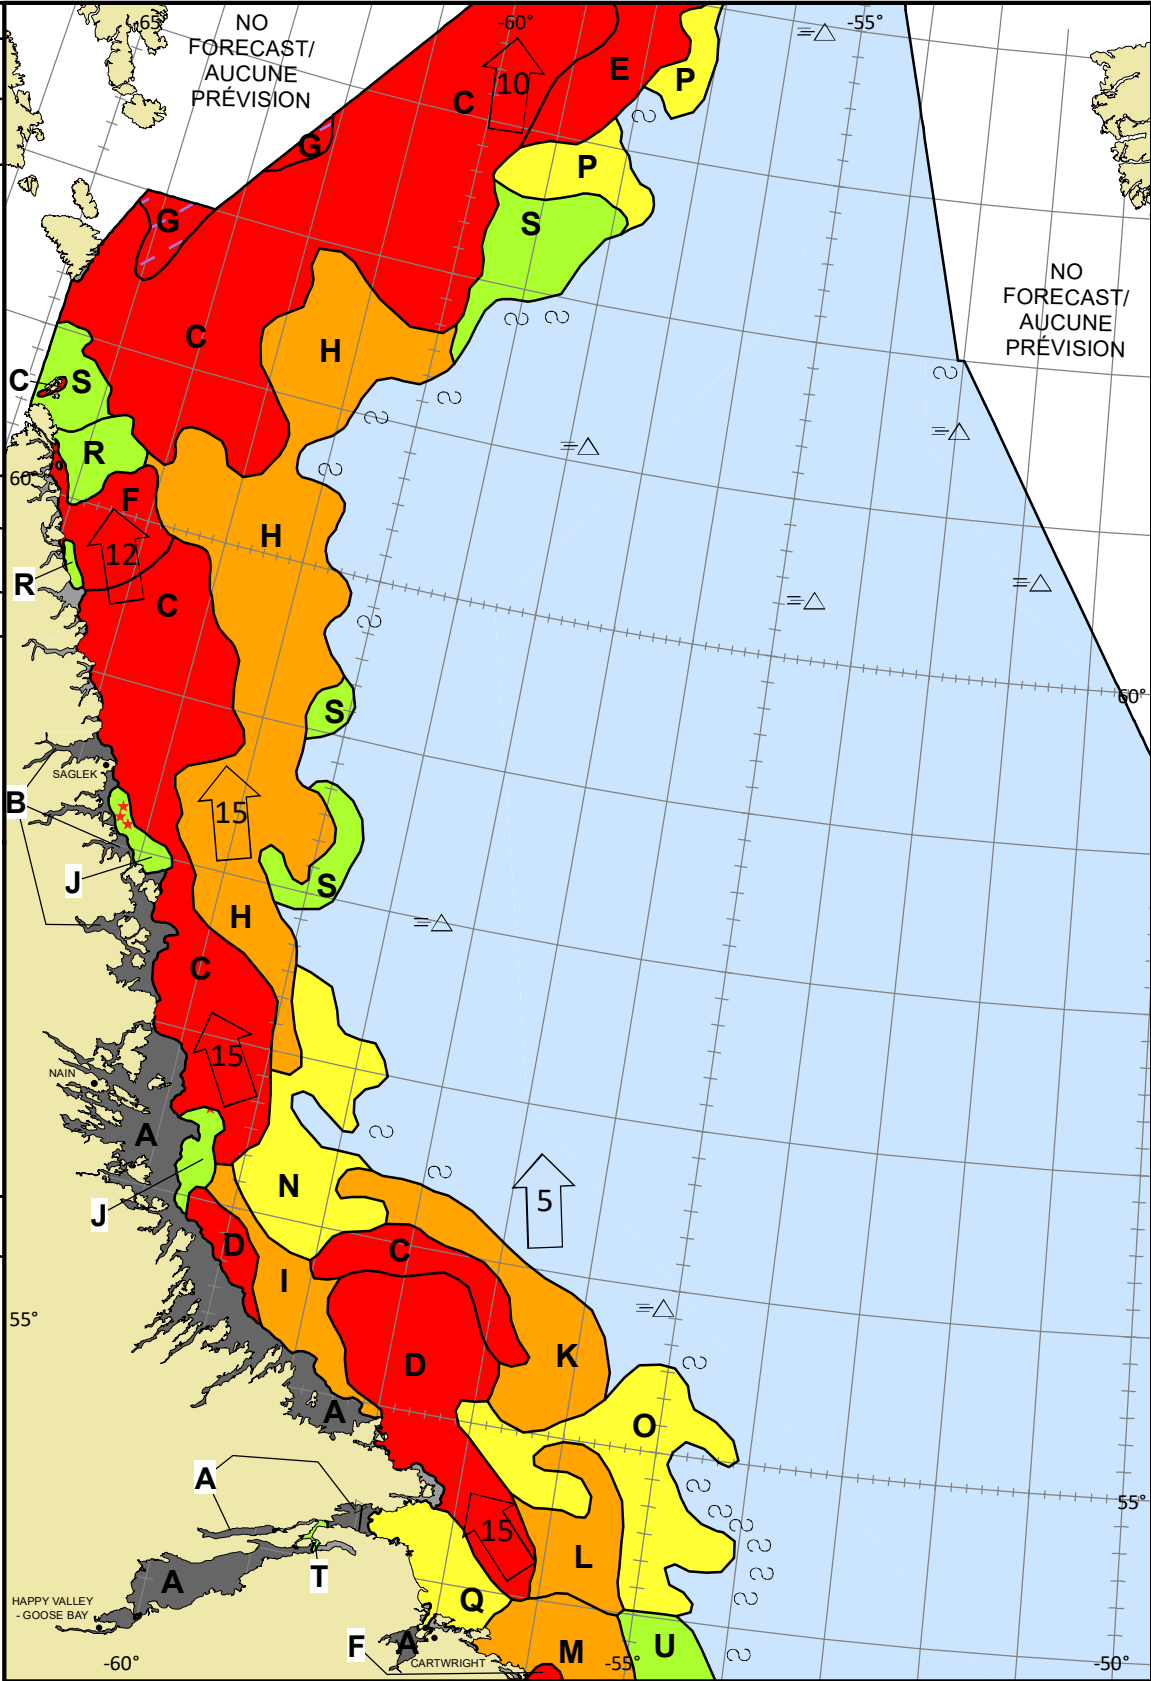 -65°
NO
FORECAST/
AUCUNE
PRÉVISION
-60°
-55°
E
P
10
C
G
P
G
S
NO
FORECAST/
AUCUNE
PRÉVISION
C
H
C
S
R
60°
F
H
12
R
C
60°
S
SAGLEK
B
15
J
S
H
C
15
NAIN
A
N
5
J
D
C
I
55°
K
D
A
O
A
55°
15
L
T
A
Q
HAPPY VALLEY
- GOOSE BAY
F
A
M
U
CARTWRIGHT
-60°
-55°
-50°